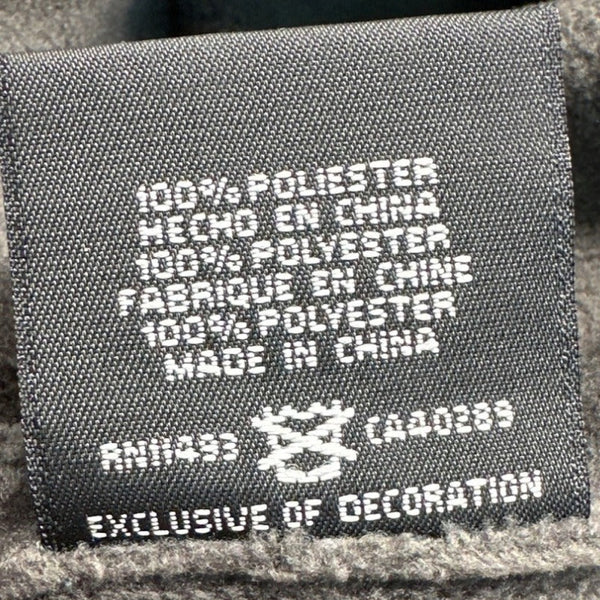 100% POLIESTER
HECHO EN CHINA
100% POLYESTER
FABRIQUE EN CHINE
100% POLYESTER
MADE IN CHINA
CA40288
EXCLUSIVE OF DECORATION